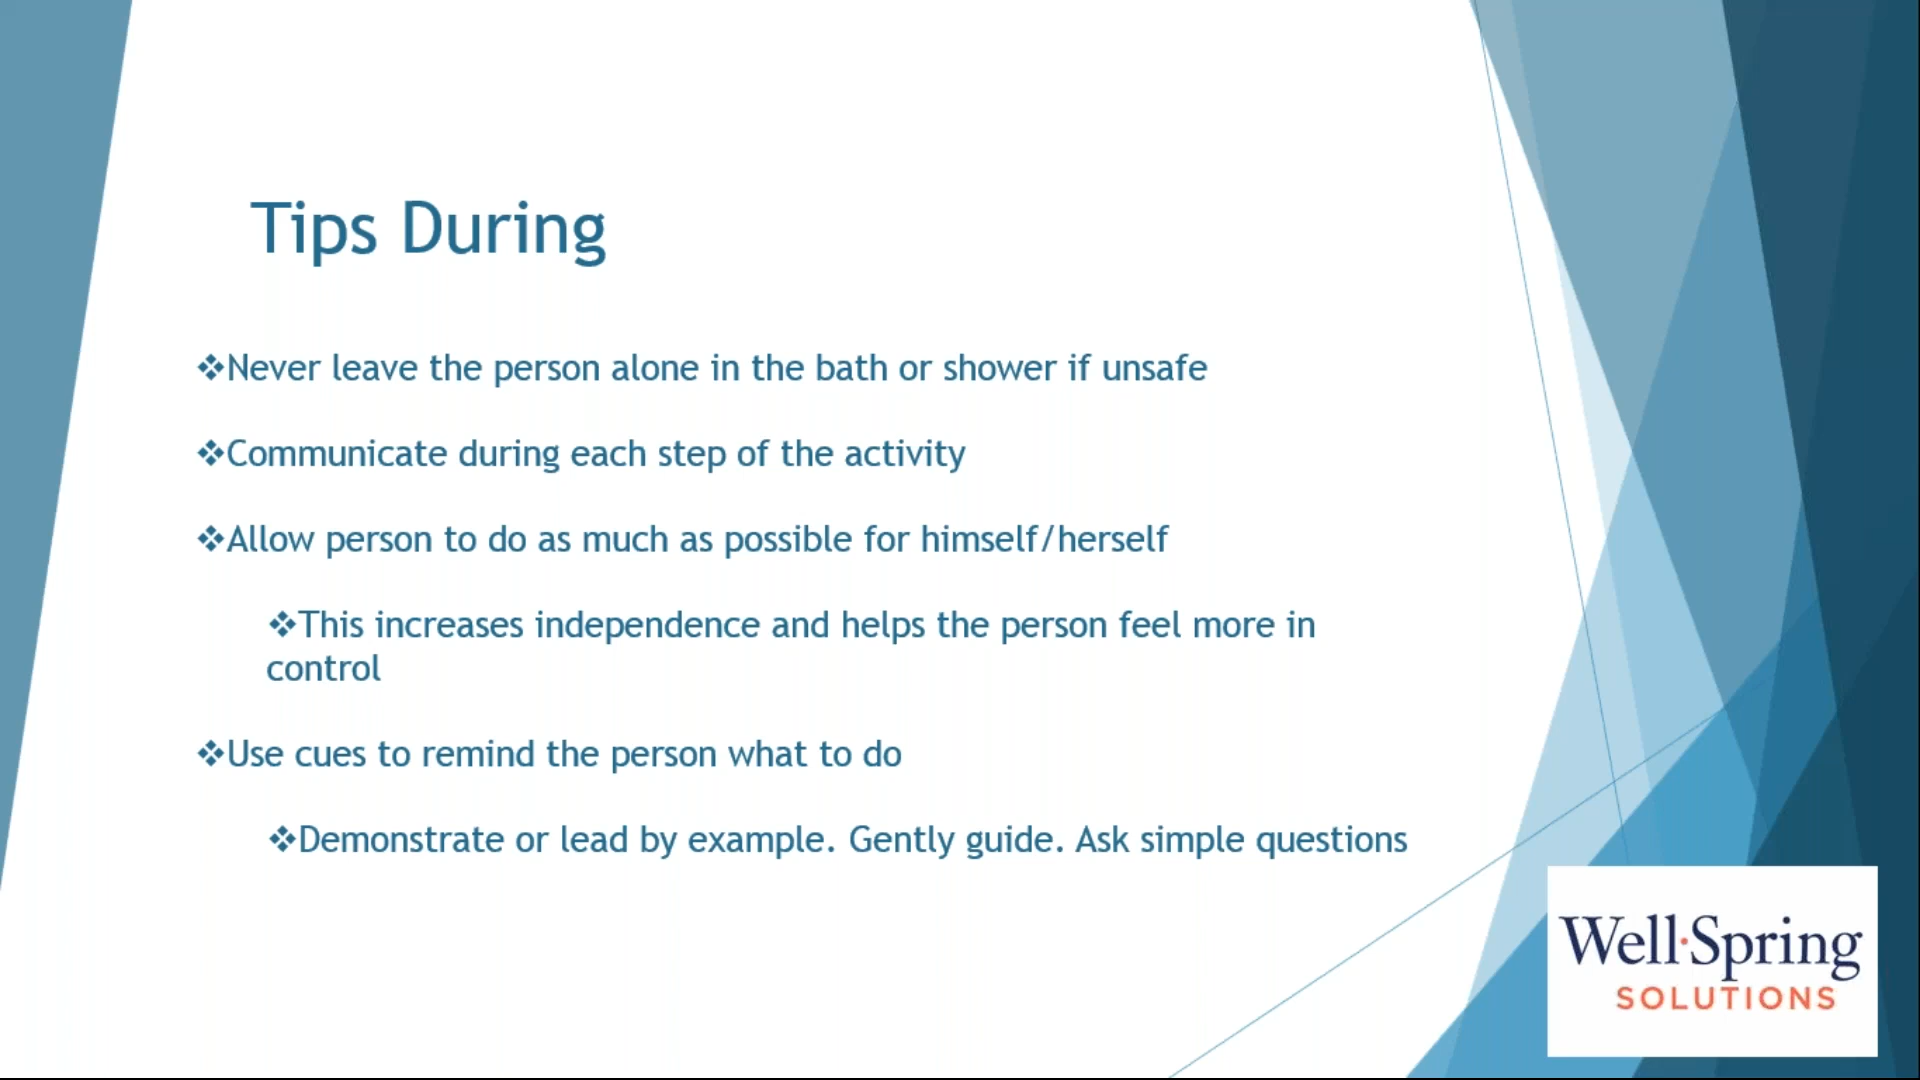 Tips During
❖Never leave the person alone in the bath or shower if unsafe
❖Communicate during each step of the activity
❖Allow person to do as much as possible for himself/herself
❖This increases independence and helps the person feel more in
control
❖Use cues to remind the person what to do
❖Demonstrate or lead by example. Gently guide. Ask simple questions
Well·Spring
SOLUTIONS